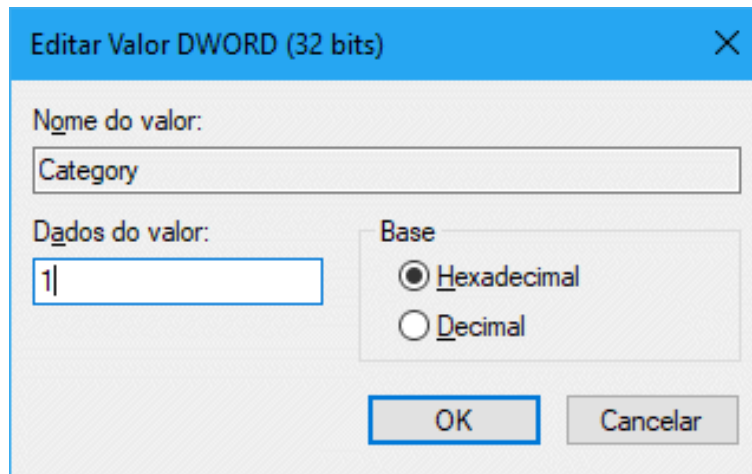 Editar Valor DWORD (32 bits)
Nome do valor:
Category
Dados do valor:
1
Base
Hexadecimal
Decimal
OK
Cancelar